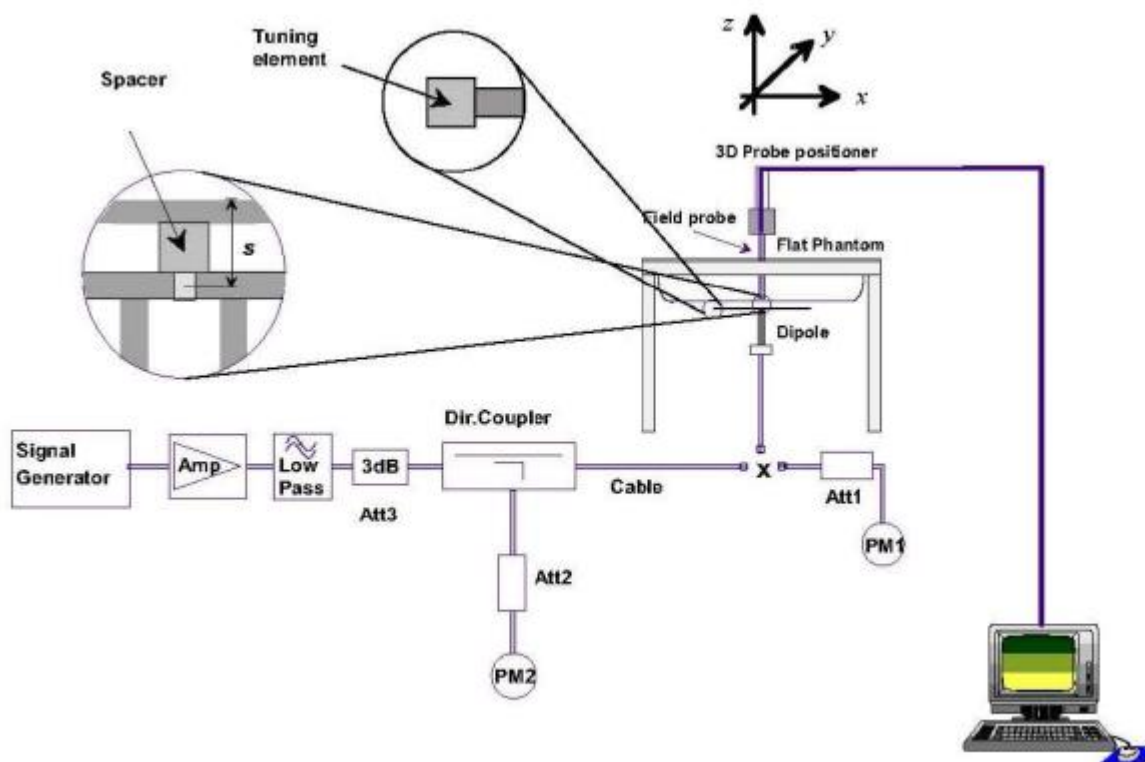 Tuning
element
Spacer
z
y
x
s
3D Probe positioner
Field probe
Flat Phantom
Dipole
Dir.Coupler
Signal
Generator
Amp
Low
Pass
3dB
Att3
Cable
X
Att1
PM1
Att2
PM2